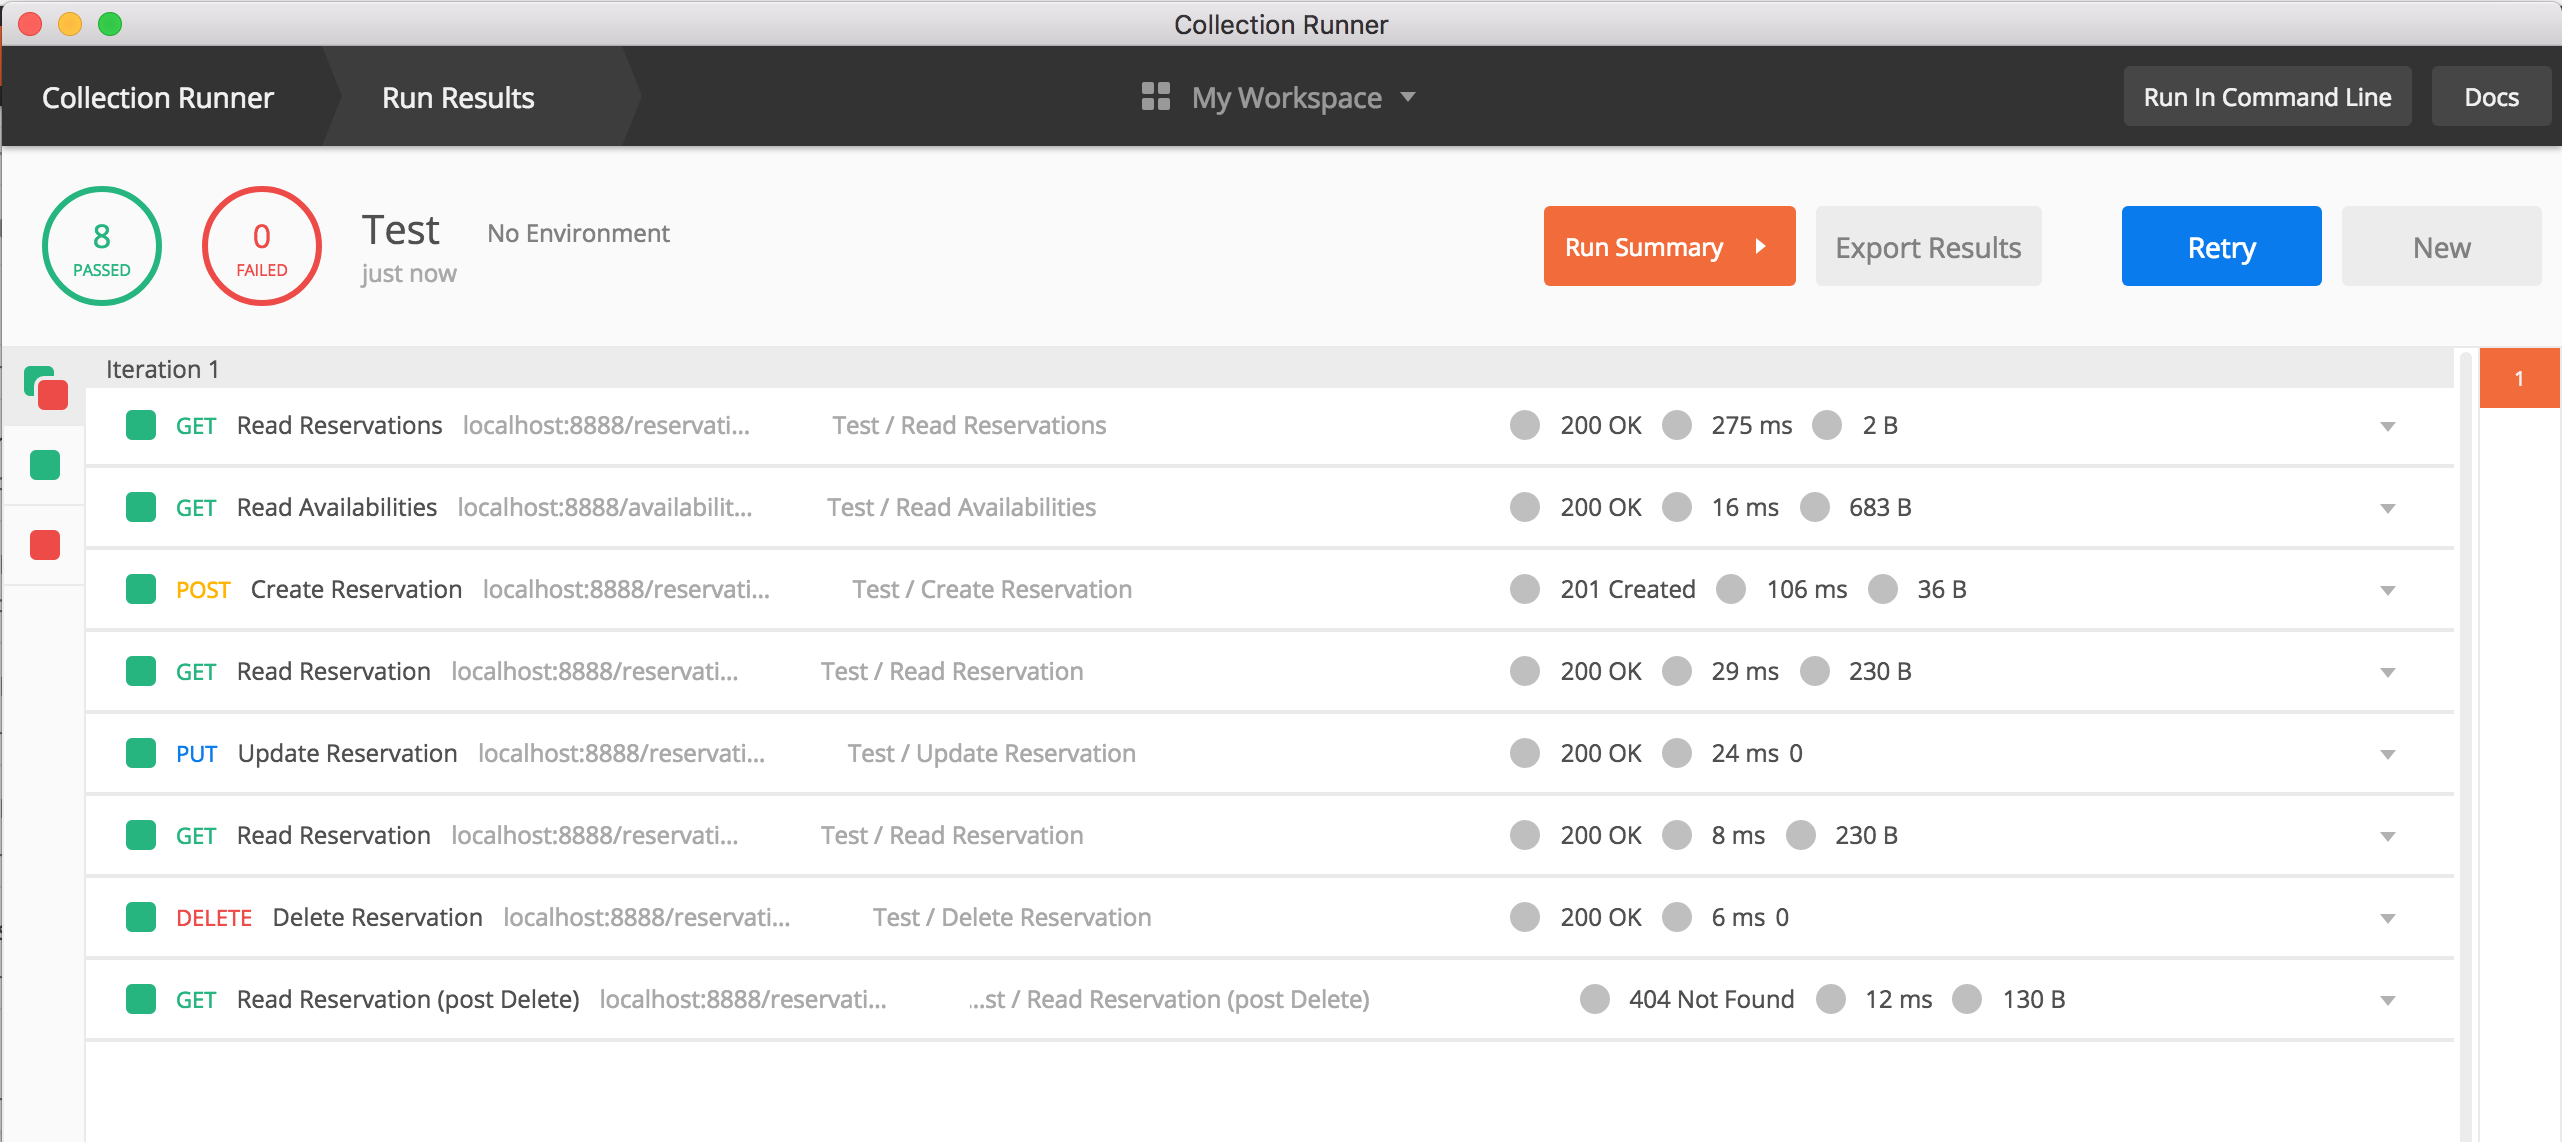 Collection Runner
Collection Runner Run Results My Workspace Run In Command Line Docs
8 PASSED
0 FAILED
Test No Environment
just now
Run Summary Export Results Retry New
Iteration 1 1
GET Read Reservations localhost:8888/reservati... Test / Read Reservations 200 OK 275 ms 2 B
GET Read Availabilities localhost:8888/availabilit... Test / Read Availabilities 200 OK 16 ms 683 B
POST Create Reservation localhost:8888/reservati... Test / Create Reservation 201 Created 106 ms 36 B
GET Read Reservation localhost:8888/reservati... Test / Read Reservation 200 OK 29 ms 230 B
PUT Update Reservation localhost:8888/reservati... Test / Update Reservation 200 OK 24 ms 0
GET Read Reservation localhost:8888/reservati... Test / Read Reservation 200 OK 8 ms 230 B
DELETE Delete Reservation localhost:8888/reservati... Test / Delete Reservation 200 OK 6 ms 0
GET Read Reservation (post Delete) localhost:8888/reservati... ...st / Read Reservation (post Delete) 404 Not Found 12 ms 130 B